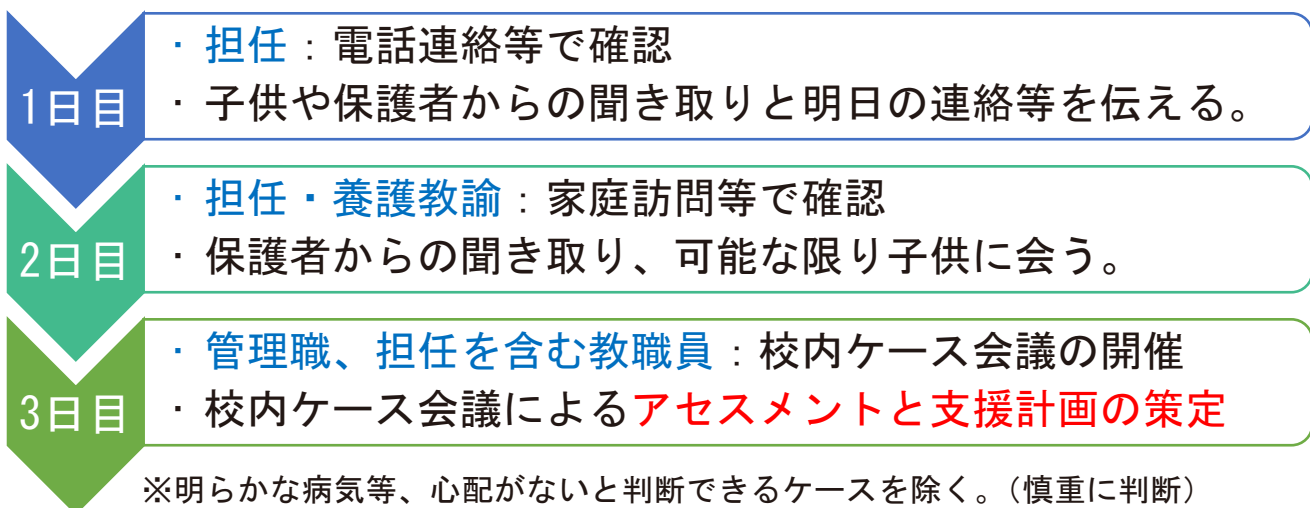 1日目
・担任：電話連絡等で確認
・子供や保護者からの聞き取りと明日の連絡等を伝える。
2日目
・担任・養護教諭：家庭訪問等で確認
・保護者からの聞き取り、可能な限り子供に会う。
3日目
・管理職、担任を含む教職員：校内ケース会議の開催
・校内ケース会議によるアセスメントと支援計画の策定
※明らかな病気等、心配がないと判断できるケースを除く。（慎重に判断）